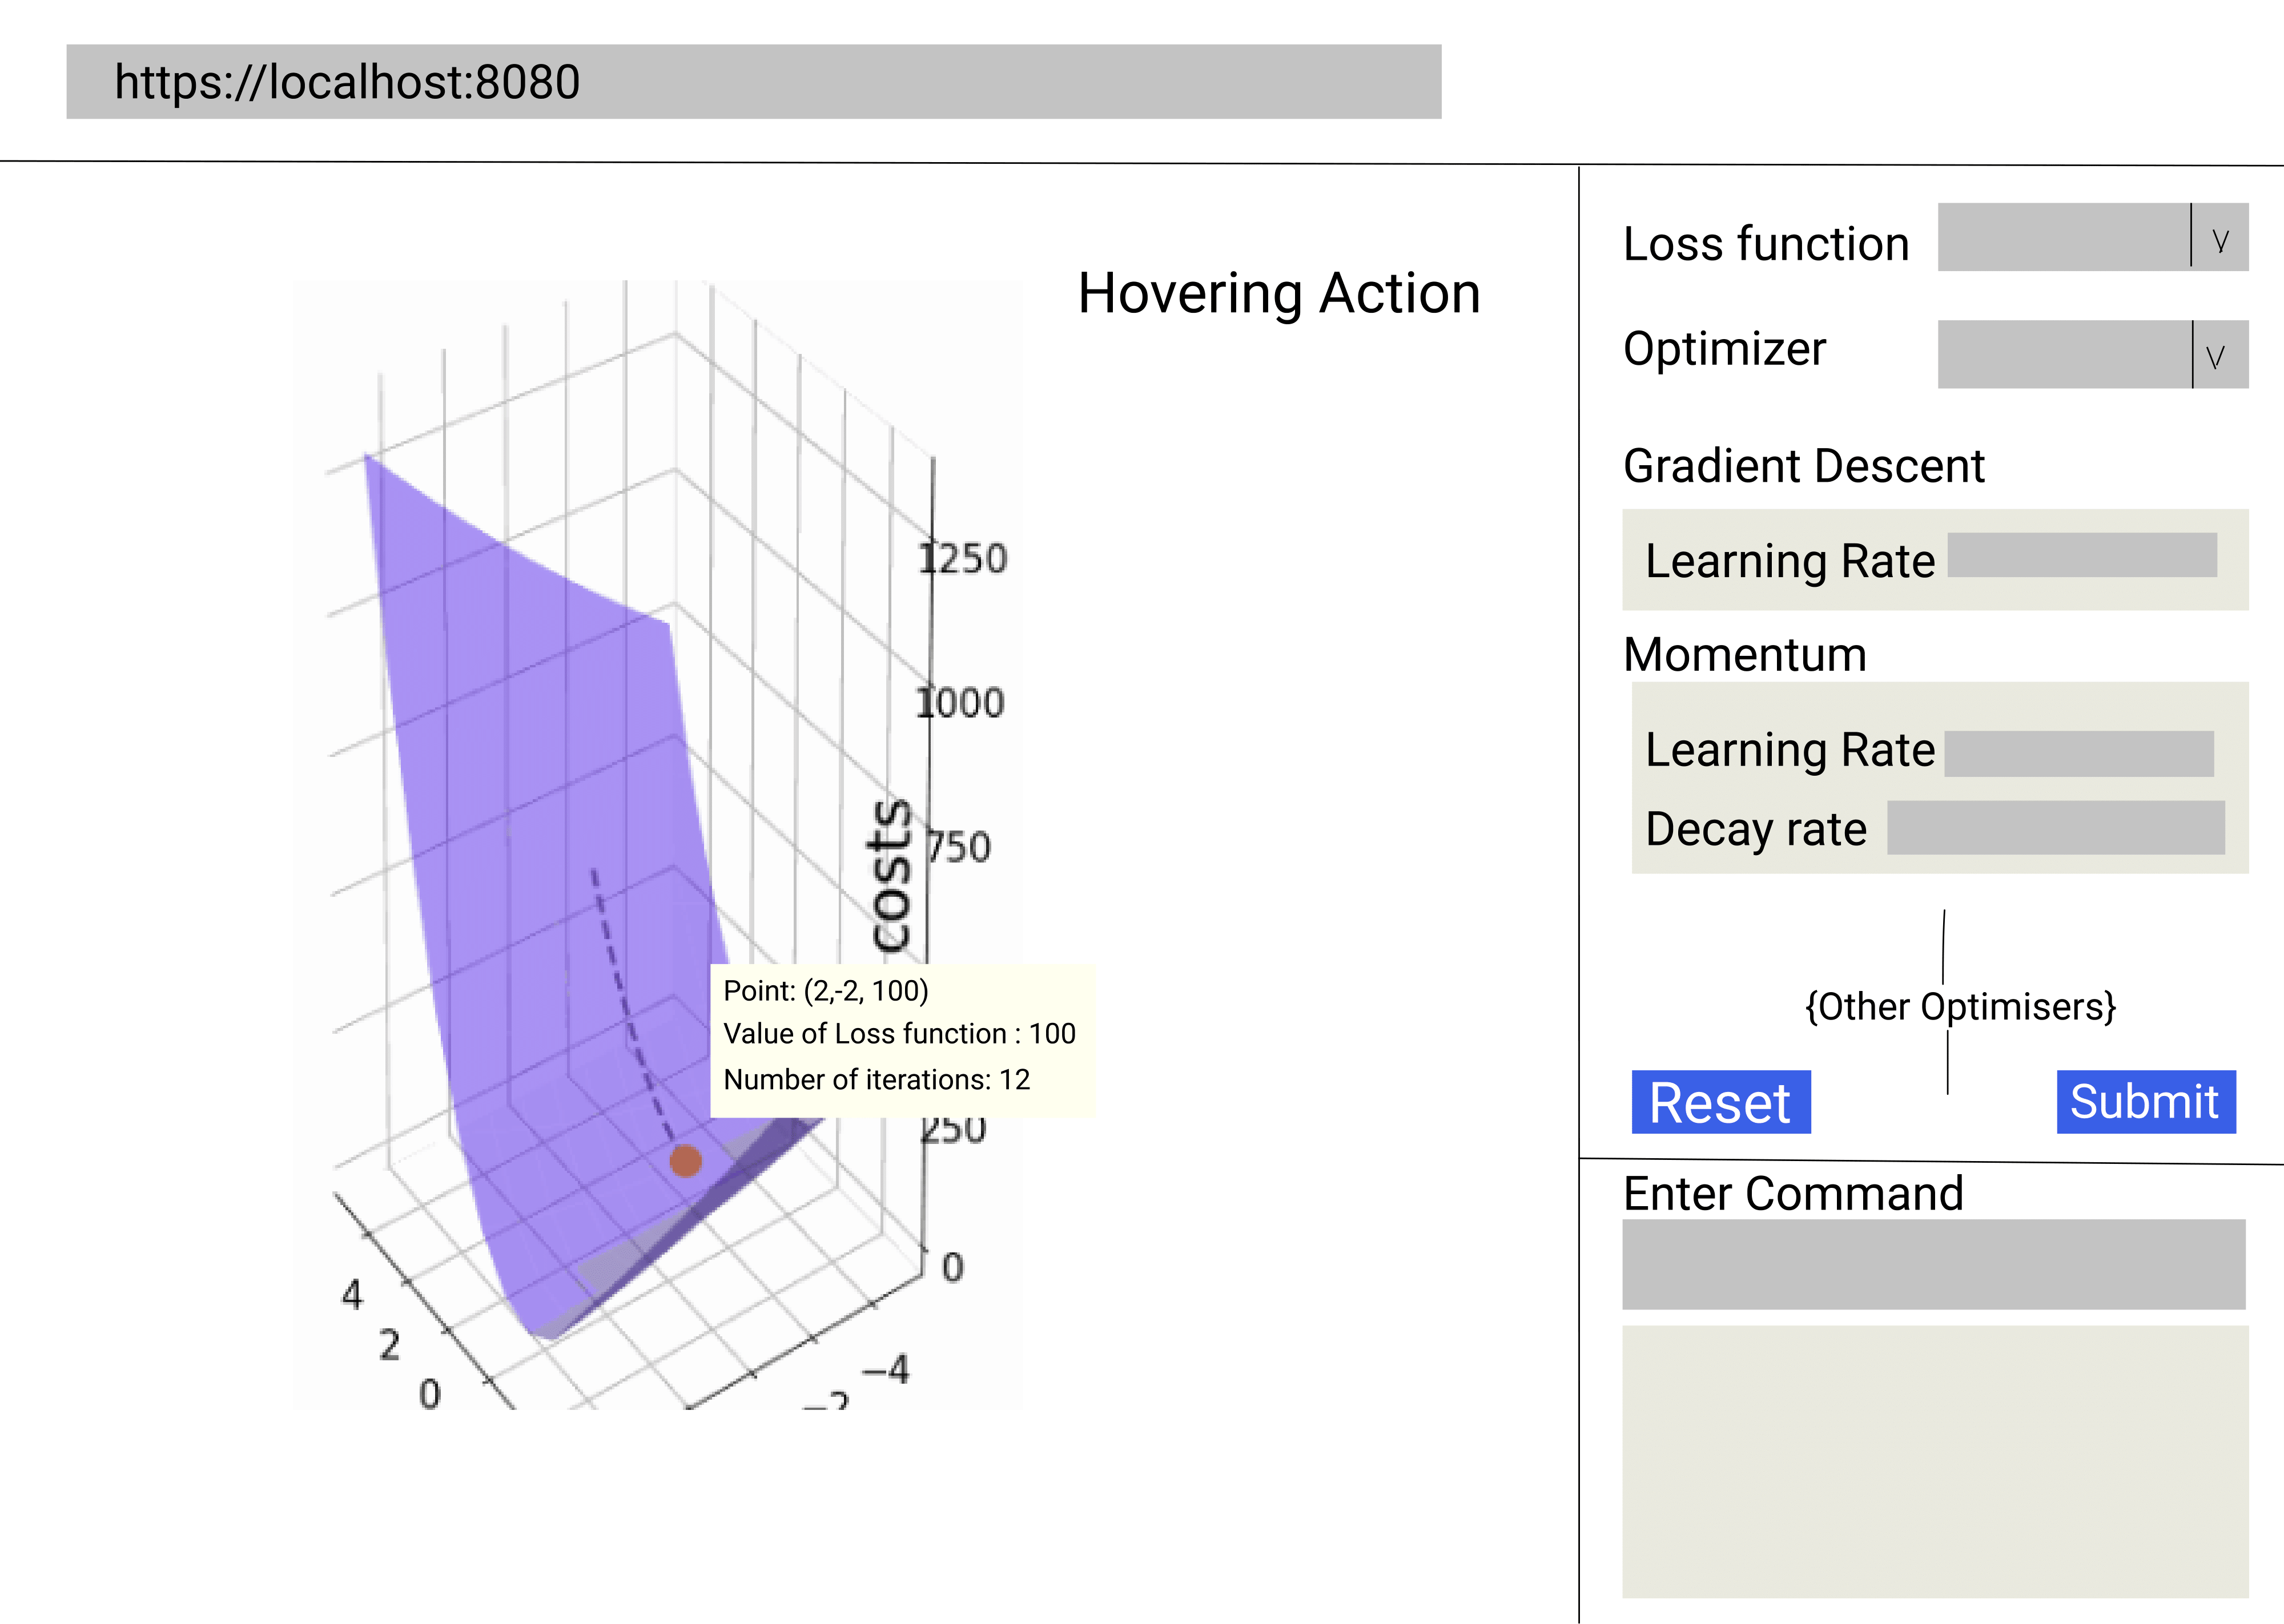 https://localhost:8080
Hovering Action
1250
1000
750
costs
Point: (2,-2, 100)
Value of Loss function : 100
Number of iterations: 12
250
0
4
2
0
−4
−2
Loss function
V
Optimizer
V
Gradient Descent
Learning Rate
Momentum
Learning Rate
Decay rate
{Other Optimisers}
Reset
Submit
Enter Command